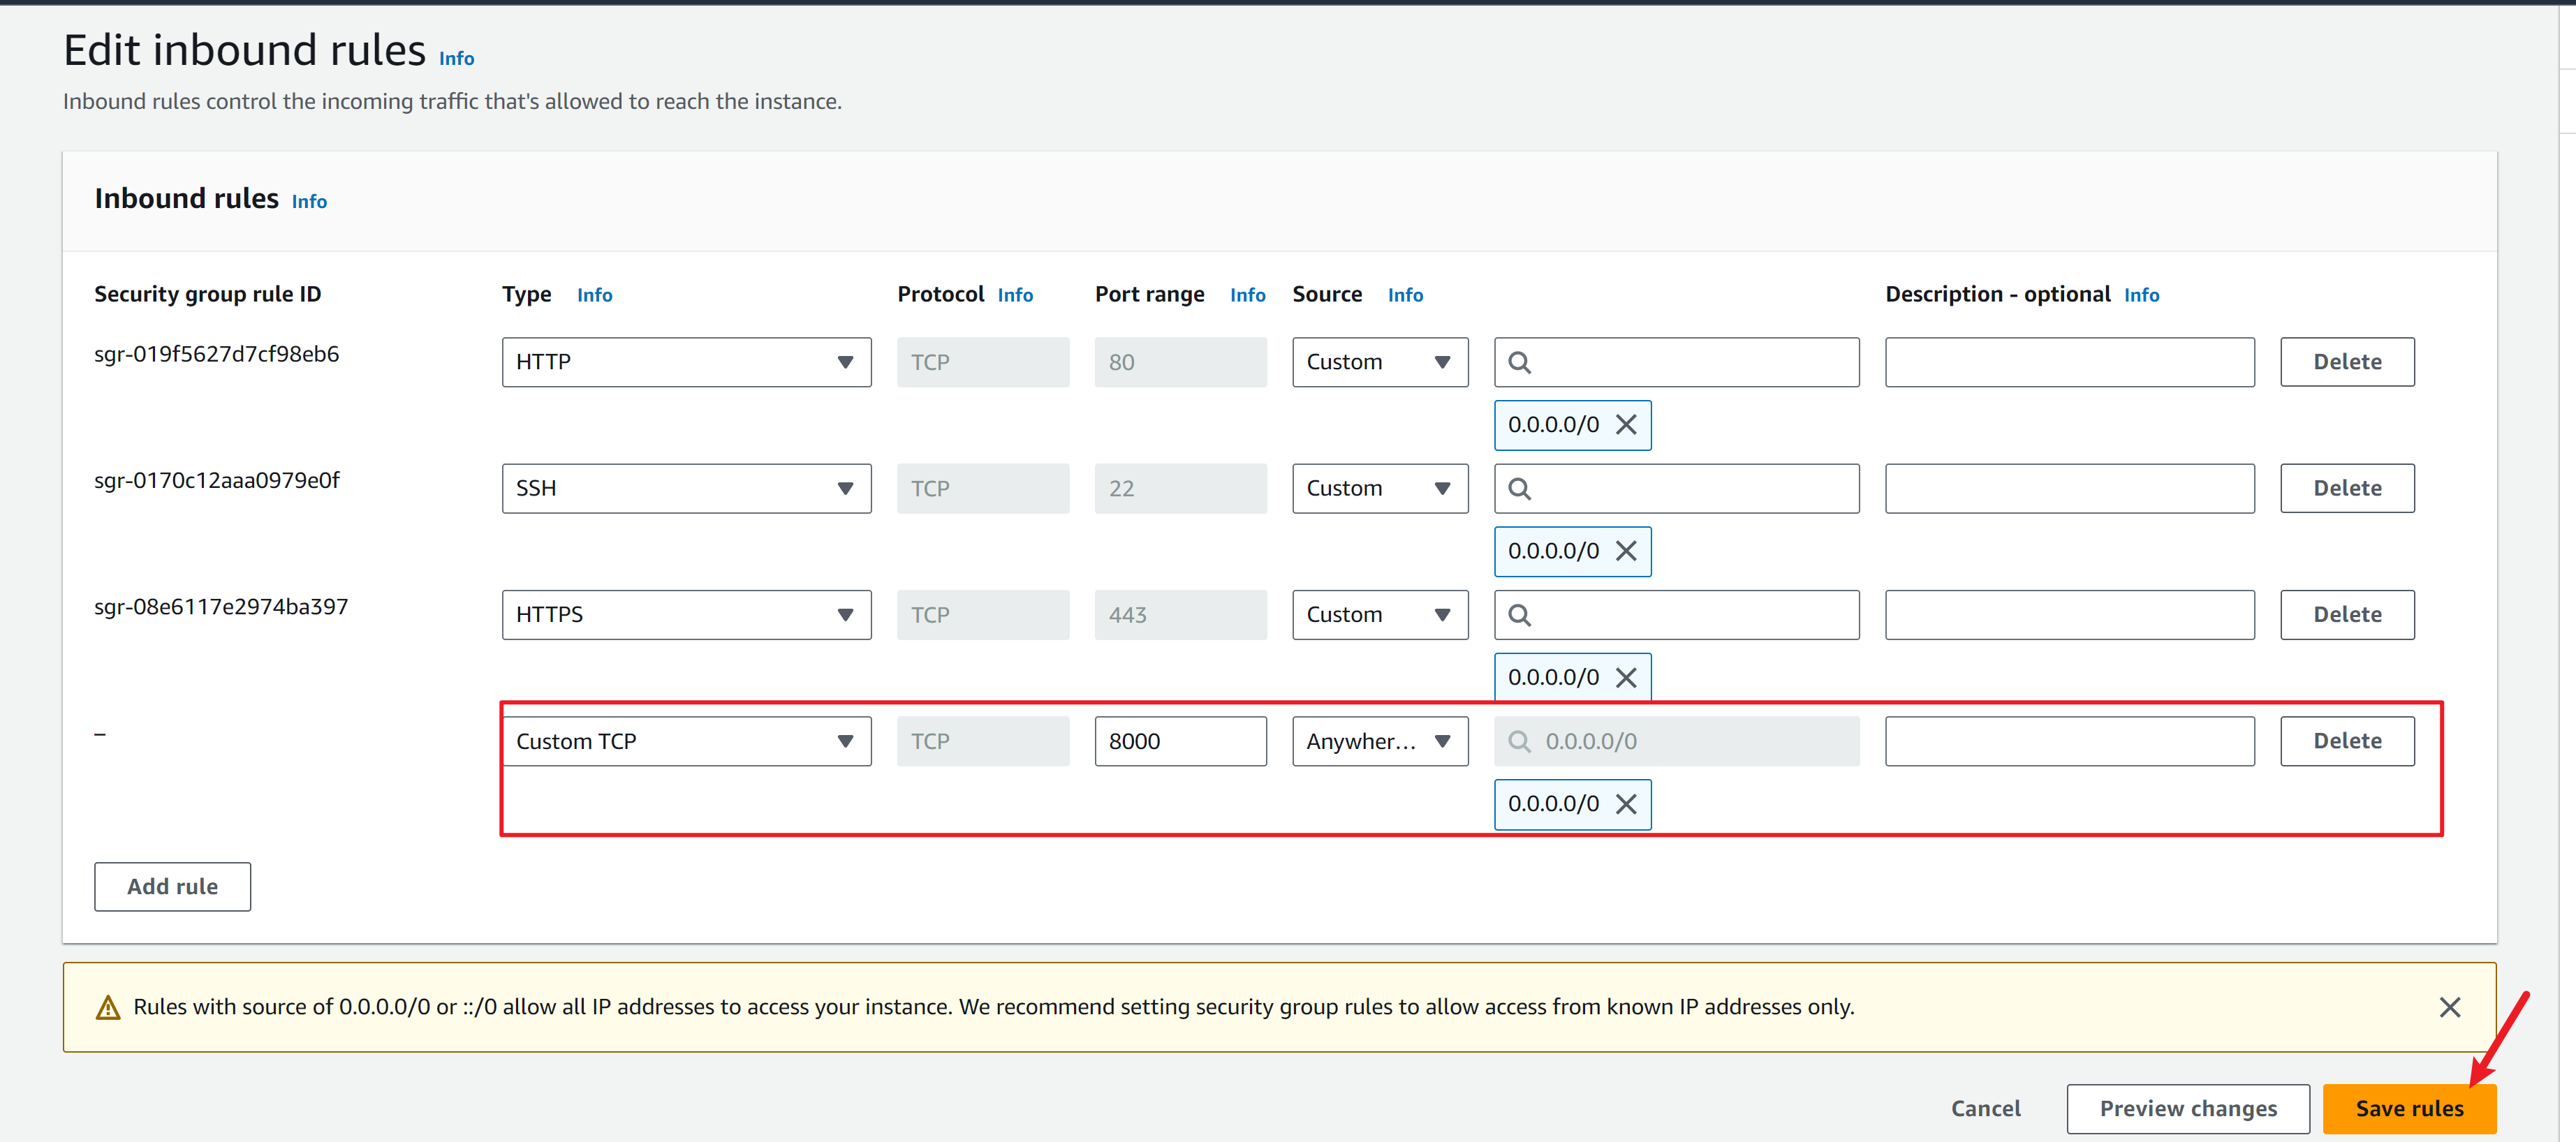 Edit inbound rules Info
Inbound rules control the incoming traffic that's allowed to reach the instance.
Inbound rules Info
Security group rule ID Type Info Protocol Info Port range Info Source Info Description - optional Info
sgr-019f5627d7cf98eb6 HTTP TCP 80 Custom Delete
0.0.0.0/0
sgr-0170c12aaa0979e0f SSH TCP 22 Custom Delete
0.0.0.0/0
sgr-08e6117e2974ba397 HTTPS TCP 443 Custom Delete
0.0.0.0/0
– Custom TCP TCP 8000 Anywher... 0.0.0.0/0 Delete
0.0.0.0/0
Add rule
Rules with source of 0.0.0.0/0 or ::/0 allow all IP addresses to access your instance. We recommend setting security group rules to allow access from known IP addresses only.
Cancel Preview changes Save rules